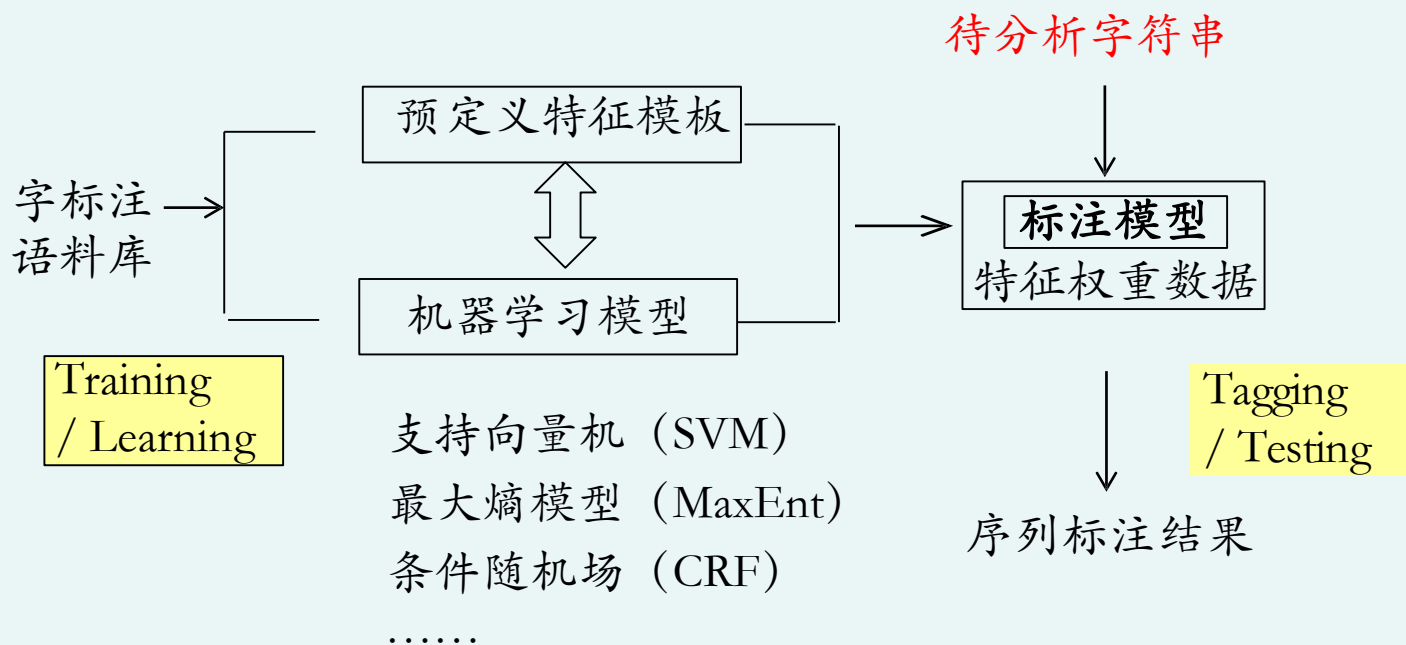 待分析字符串
预定义特征模板
字标注
语料库
标注模型
特征权重数据
机器学习模型
Training
/ Learning
支持向量机（SVM）
最大熵模型（MaxEnt）
条件随机场（CRF）
……
Tagging
/ Testing
序列标注结果